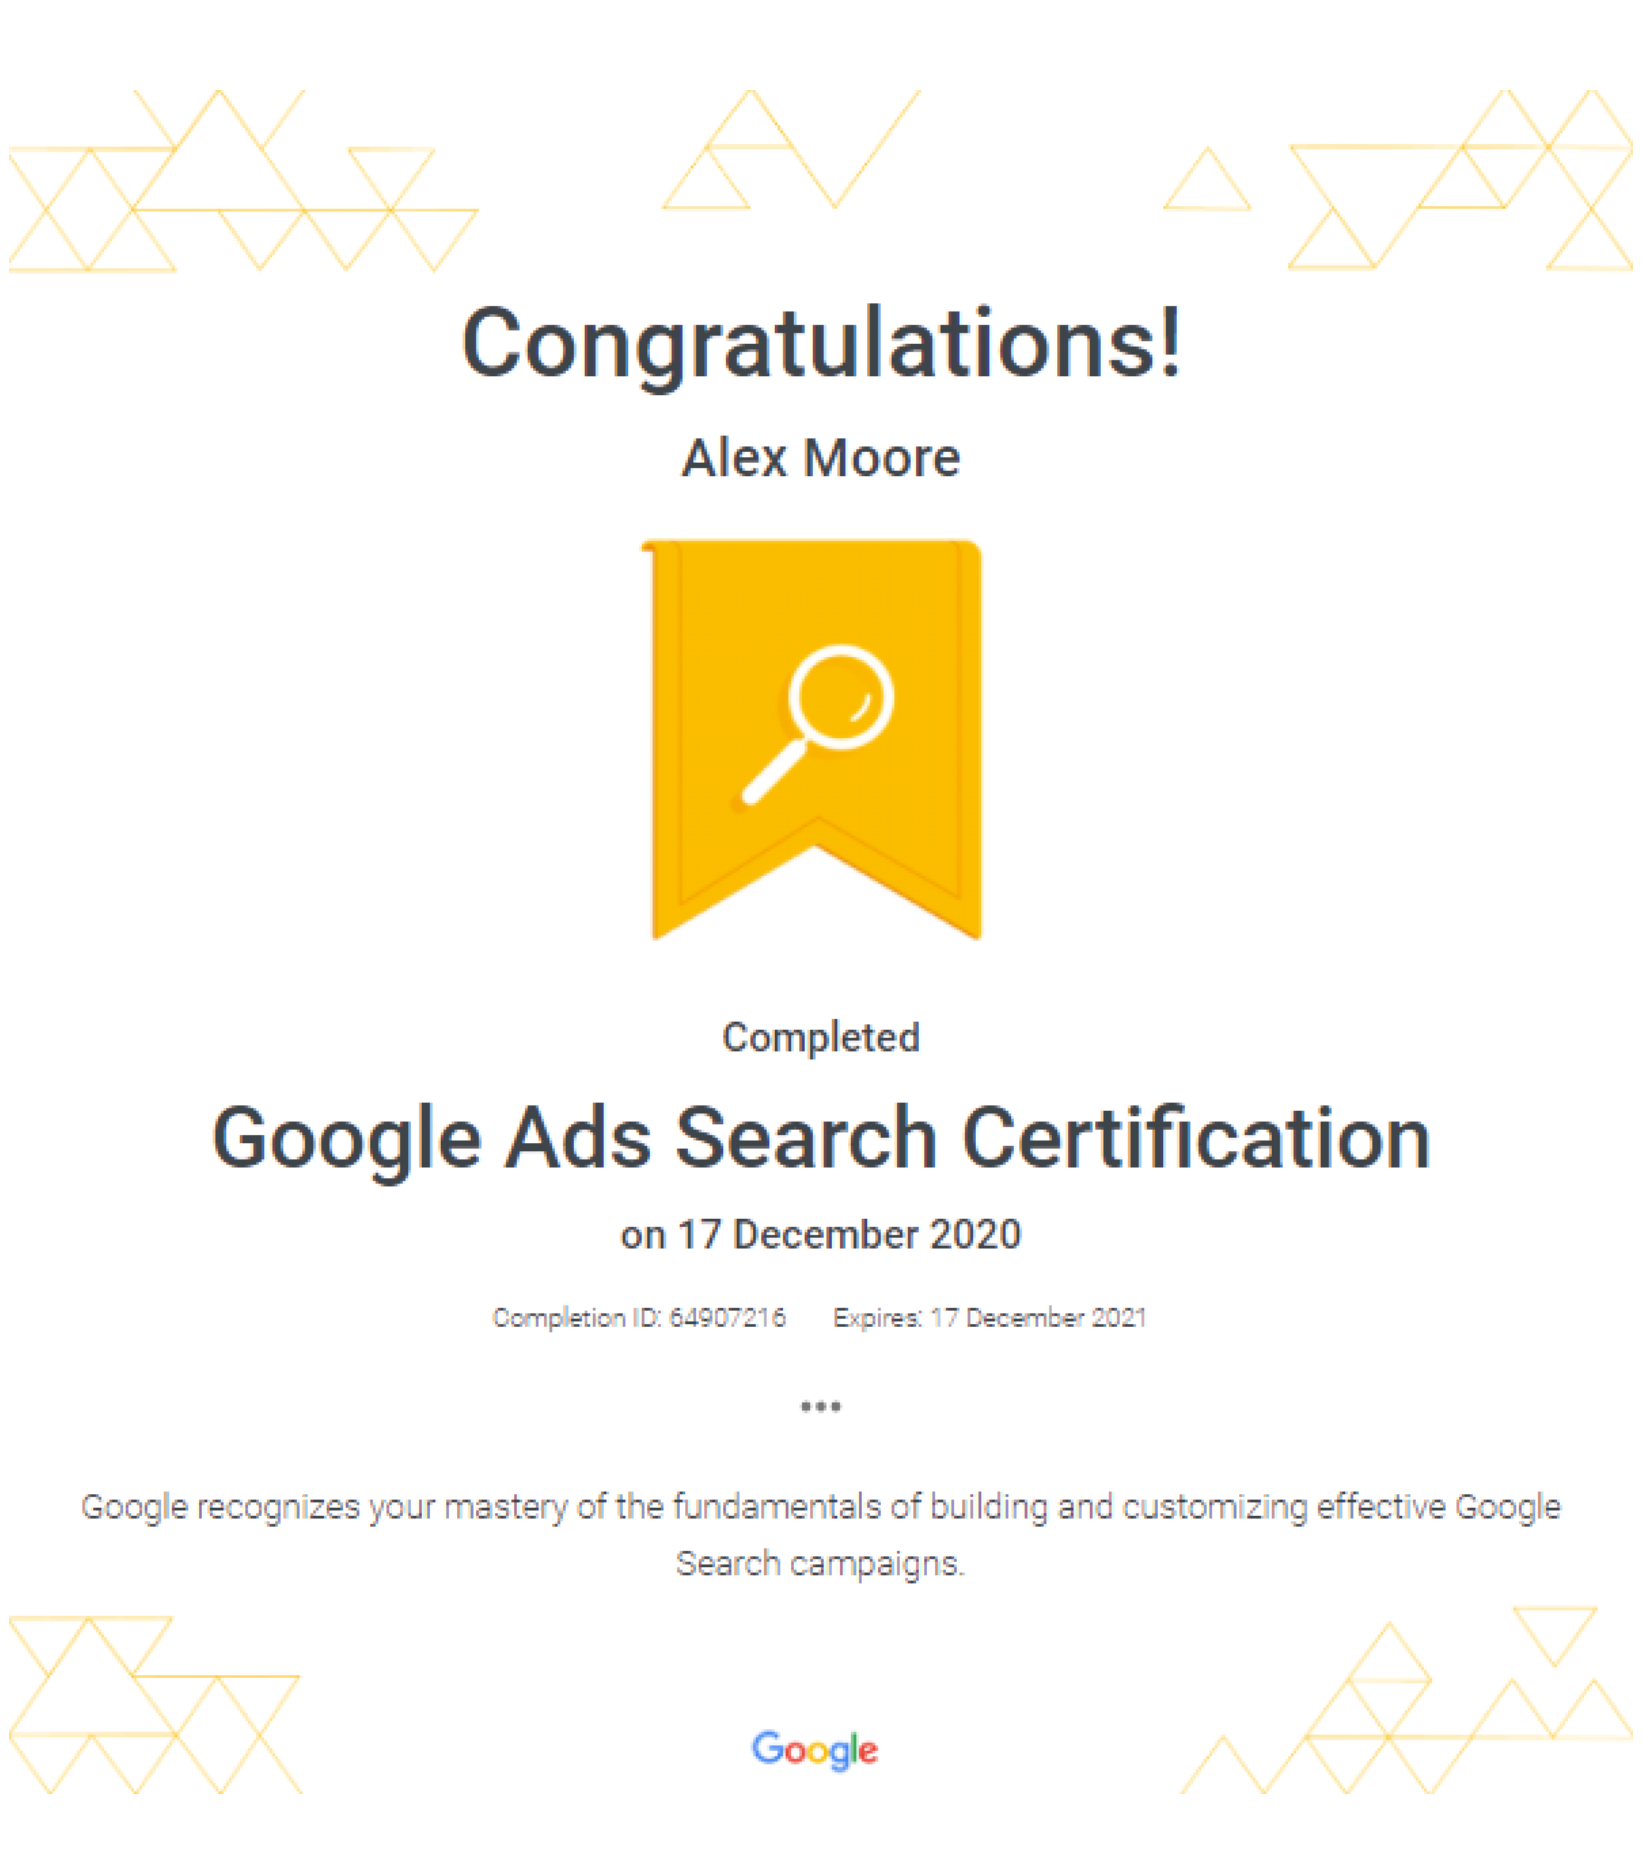 Congratulations!
Alex Moore
Completed
Google Ads Search Certification
on 17 December 2020
Completion ID: 64907216 Expires: 17 December 2021
•••
Google recognizes your mastery of the fundamentals of building and customizing effective Google
Search campaigns.
Google